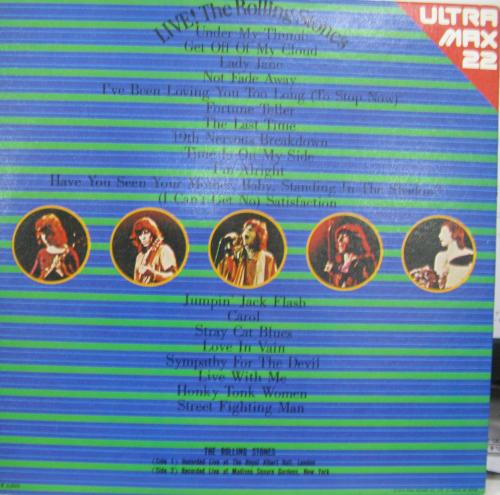 LIVE! The Rolling Stones
ULTRA
MAX
22
Under My Thumb
Get Off Of My Cloud
Lady Jane
Not Fade Away
I've Been Loving You Too Long (To Stop Now)
Fortune Teller
The Last Time
19th Nervous Breakdown
Time Is On My Side
I'm Alright
Have You Seen Your Mother, Baby, Standing In The Shadow?
(I Can't Get No) Satisfaction
Jumpin' Jack Flash
Carol
Stray Cat Blues
Love In Vain
Sympathy For The Devil
Live With Me
Honky Tonk Women
Street Fighting Man
THE ROLLING STONES
(Side 1) Recorded Live at The Royal Albert Hall, London
(Side 2) Recorded Live at Madison Square Gardens, New York